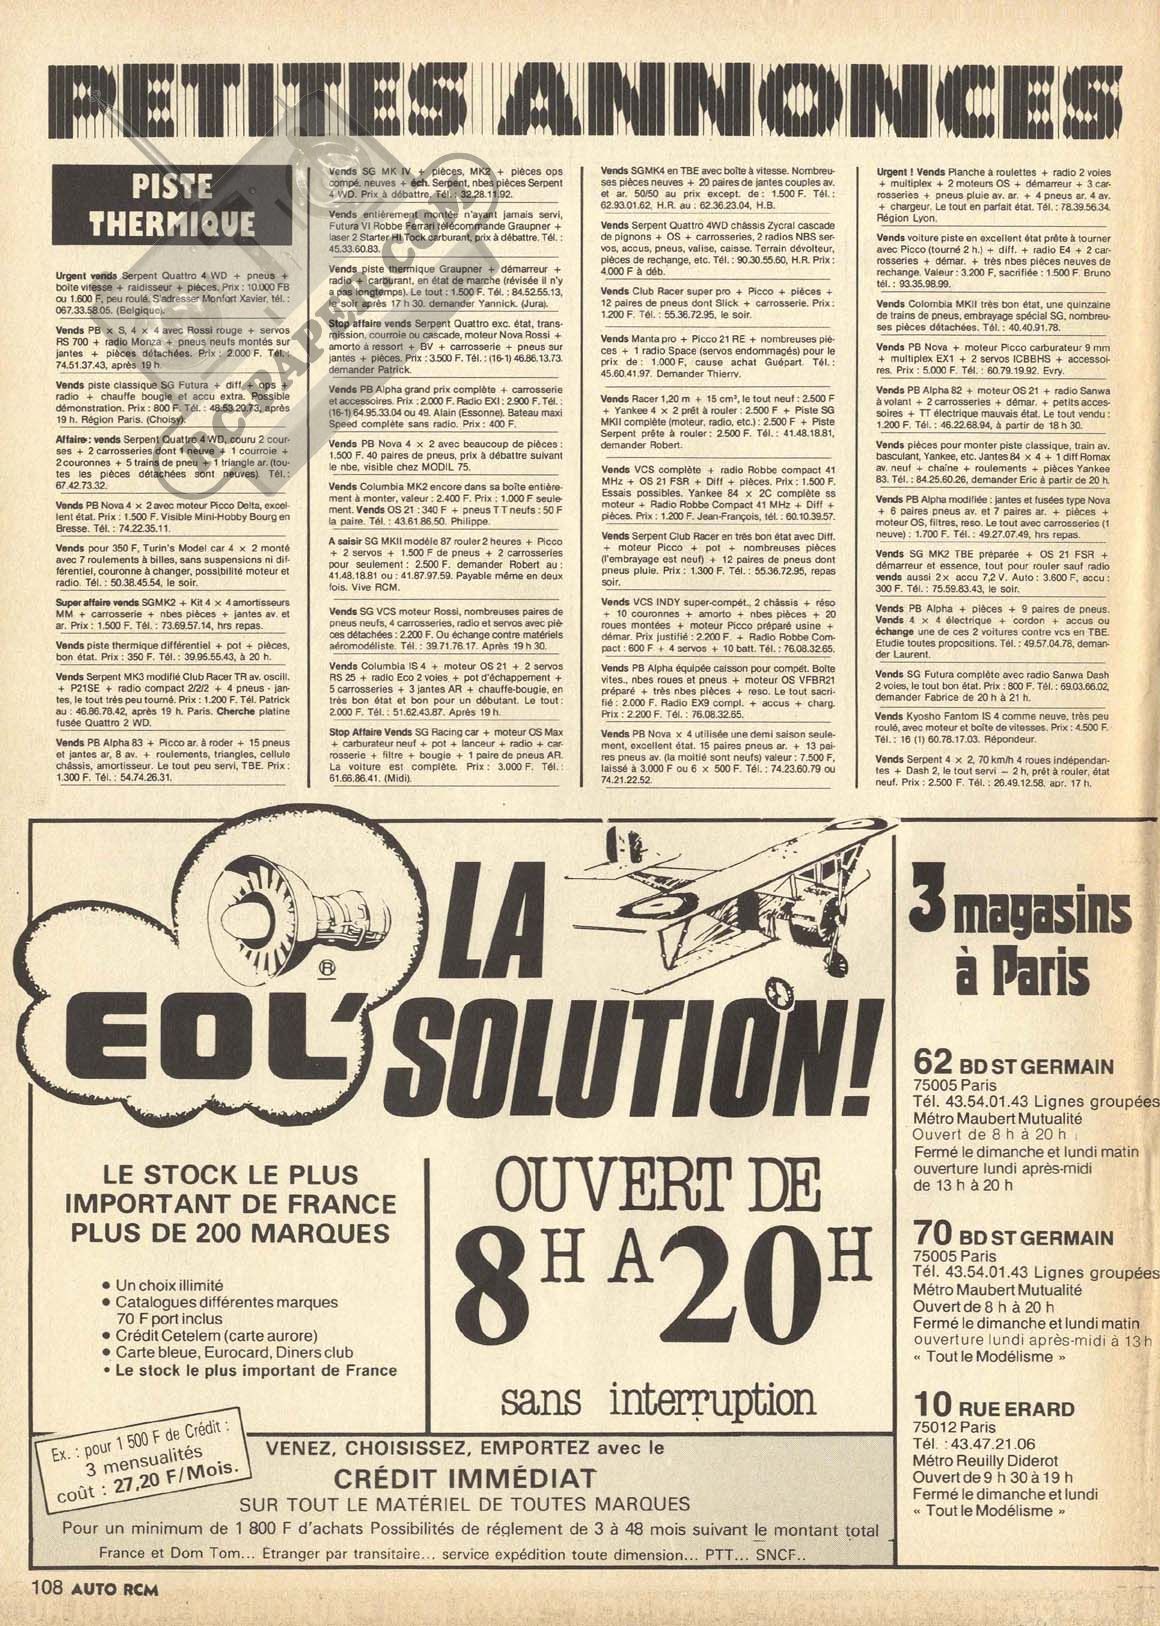 PETITES ANNONCES
PISTE
THERMIQUE
Urgent vends Serpent Quattro 4 WD + pneus +
boite vitesse + raidisseur + pièces, Prix : 10.000 FB
ou 1.600 F, peu roulé. S'adresser Monfort Xavier, tél. :
067.33.58.05. (Belgique).
Vends PB × S, 4 × 4 avec Rossi rouge + servos
RS 700 + radio Monza + pneus neufs montés sur
jantes + pièces détachées. Prix : 2.000 F. Tél. :
74.51.37.43, après 19 h.
Vends piste classique SG Futura + diff. + ops +
radio + chauffe bougie et accu extra. Possible
démonstration. Prix : 800 F. Tél. : 48.53.20.73, après
19 h. Région Paris. (Choisy).
Affaire : vends Serpent Quattro 4 WD, couru 2 cour-
ses + 2 carrosseries dont 1 neuve + 1 courroie +
2 couronnes + 5 trains de pneu + 1 triangle ar. (tou-
tes les pièces détachées sont neuves). Tél. :
67.42.73.32.
Vends PB Nova 4 × 2 avec moteur Picco Delta, excel-
lent état. Prix : 1.500 F. Visible Mini-Hobby Bourg en
Bresse. Tél. : 74.22.35.11.
Vends pour 350 F, Turin's Model car 4 × 2 monté
avec 7 roulements à billes, sans suspensions ni dif-
férentiel, couronne à changer, possibilité moteur et
radio. Tél. : 50.38.45.54, le soir.
Super affaire vends SGMK2 + Kit 4 × 4 amortisseurs
MM + carrosserie + nbes pièces + jantes av. et
ar. Prix : 1.500 F. Tél. : 73.69.57.14, hrs repas.
Vends piste thermique différentiel + pot + pièces,
bon état. Prix : 350 F. Tél. : 39.95.55.43, à 20 h.
Vends Serpent MK3 modifié Club Racer TR av. oscill.
+ P21SE + radio compact 2/2/2 + 4 pneus - jan-
tes, le tout très peu tourné. Prix : 1.200 F. Tél. Patrick
au : 46.86.78.42, après 19 h. Paris. Cherche platine
fusée Quattro 2 WD.
Vends PB Alpha 83 + Picco ar. à roder + 15 pneus
et jantes ar, 8 av. + roulements, triangles, cellule
châssis, amortisseur. Le tout peu servi, TBE. Prix :
1.300 F. Tél. : 54.74.26.31.
Vends SG MK IV + pièces, MK2 + pièces ops
compé. neuves + éch. Serpent, nbes pièces Serpent
4 WD. Prix à débattre. Tél. : 32.28.11.92.
Vends entièrement montée n'ayant jamais servi,
Futura VI Robbe Ferrari télécommande Graupner +
laser 2 Starter Hi Tock carburant, prix à débattre. Tél. :
45.33.60.83.
Vends piste thermique Graupner + démarreur +
radio + carburant, en état de marche (révisée il n'y
a pas longtemps). Le tout : 1.500 F. Tél. : 84.52.55.13,
le soir après 17 h 30. demander Yannick. (Jura).
Stop affaire vends Serpent Quattro exc. état, trans-
mission, courroie ou cascade, moteur Nova Rossi +
amorto à ressort + BV + carrosserie + pneus sur
jantes + pièces. Prix : 3.500 F. Tél. : (16-1) 46.86.13.73.
demander Patrick.
Vends PB Alpha grand prix complète + carrosserie
et accessoires. Prix : 2.000 F. Radio EXI : 2.900 F. Tél. :
(16-1) 64.95.33.04 ou 49. Alain (Essonne). Bateau maxi
Speed complète sans radio. Prix : 400 F.
Vends PB Nova 4 × 2 avec beaucoup de pièces :
1.500 F. 40 paires de pneus, prix à débattre suivant
le nbe, visible chez MODIL 75.
Vends Columbia MK2 encore dans sa boîte entière-
ment à monter, valeur : 2.400 F. Prix : 1.000 F seule-
ment. Vends OS 21 : 340 F + pneus TT neufs : 50 F
la paire. Tél. : 43.61.86.50. Philippe.
A saisir SG MKII modèle 87 rouler 2 heures + Picco
+ 2 servos + 1.500 F de pneus + 2 carrosseries
pour seulement : 2.500 F. demander Robert au :
41.48.18.81 ou : 41.87.97.59. Payable même en deux
fois. Vive RCM.
Vends SG VCS moteur Rossi, nombreuses paires de
pneus neufs, 4 carrosseries, radio et servos avec piè-
ces détachées : 2.200 F. Ou échange contre matériels
aéromodéliste. Tél. : 39.71.76.17. Après 19 h 30.
Vends Columbia IS 4 + moteur OS 21 + 2 servos
RS 25 + radio Eco 2 voies + pot d'échappement +
5 carrosseries + 3 jantes AR + chauffe-bougie, en
très bon état et bon pour un débutant. Le tout :
2.000 F. Tél. : 51.62.43.87. Après 19 h.
Stop Affaire Vends SG Racing car + moteur OS Max
+ carburateur neuf + pot + lanceur + radio + car-
rosserie + filtre + bougie + 1 paire de pneus AR.
La voiture est complète. Prix : 3.000 F. Tél. :
61.66.86.41. (Midi).
Vends SGMK4 en TBE avec boîte à vitesse. Nombreu-
ses pièces neuves + 20 paires de jantes couples av.
et ar. 50/50 au prix except. de : 1.500 F. Tél. :
62.93.01.62, H.R. au : 62.36.23.04, H.B.
Vends Serpent Quattro 4WD châssis Zycral cascade
de pignons + OS + carrosseries, 2 radios NBS ser-
vos, accus, pneus, valise, caisse. Terrain dévolteur,
pièces de rechange, etc. Tél. : 90.30.55.60, H.R. Prix :
4.000 F à déb.
Vends Club Racer super pro + Picco + pièces +
12 paires de pneus dont Slick + carrosserie. Prix :
1.200 F. Tél. : 55.36.72.95, le soir.
Vends Manta pro + Picco 21 RE + nombreuses piè-
ces + 1 radio Space (servos endommagés) pour le
prix de : 1.000 F, cause achat Guépart. Tél. :
45.60.41.97. Demander Thierry.
Vends Racer 1,20 m + 15 cm³, le tout neuf : 2.500 F
+ Yankee 4 × 2 prêt à rouler : 2.500 F + Piste SG
MKII complète (moteur, radio, etc.) : 2.500 F + Piste
Serpent prête à rouler : 2.500 F. Tél. : 41.48.18.81,
demander Robert.
Vends VCS complète + radio Robbe compact 41
MHz + OS 21 FSR + Diff + pièces. Prix : 1.500 F.
Essais possibles. Yankee 84 × 2C complète ss
moteur + Radio Robbe Compact 41 MHz + Diff +
pièces. Prix : 1.200 F. Jean-François, tél. : 60.10.39.57.
Vends Serpent Club Racer en très bon état avec Diff.
+ moteur Picco + pot + nombreuses pièces
(l'embrayage est neuf) + 12 paires de pneus dont
pneus pluie. Prix : 1.300 F. Tél. : 55.36.72.95, repas
soir.
Vends VCS INDY super-compét., 2 châssis + réso
+ 10 couronnes + amorto + nbes pièces + 20
roues montées + moteur Picco préparé usine +
démar. Prix justifié : 2.200 F. + Radio Robbe Com-
pact : 600 F + 4 servos + 10 batt. Tél. : 76.08.32.65.
Vends PB Alpha équipée caisson pour compét. Boîte
vites., nbes roues et pneus + moteur OS VFBR21
préparé + très nbes pièces + reso. Le tout sacri-
fié : 2.000 F. Radio EX9 compl. + accus + charg.
Prix : 2.200 F. Tél. : 76.08.32.65.
Vends PB Nova × 4 utilisée une demi saison seule-
ment, excellent état. 15 paires pneus ar. + 13 pai-
res pneus av. (la moitié sont neufs) valeur : 7.500 F,
laissé à 3.000 F ou 6 × 500 F. Tél. : 74.23.60.79 ou
74.21.22.52.
Urgent ! Vends Planche à roulettes + radio 2 voies
+ multiplex + 2 moteurs OS + démarreur + 3 car-
rosseries + pneus pluie av. ar. + 4 pneus ar. 4 av.
+ chargeur, Le tout en parfait état. Tél. : 78.39.56.34.
Région Lyon.
Vends voiture piste en excellent état prête à tourner
avec Picco (tourné 2 h.) + diff. + radio E4 + 2 car-
rosseries + démar. + très nbes pièces neuves de
rechange. Valeur : 3.200 F, sacrifiée : 1.500 F. Bruno
tél. : 93.35.98.99.
Vends Colombia MKII très bon état, une quinzaine
de trains de pneus, embrayage spécial SG, nombreu-
ses pièces détachées. Tél. : 40.40.91.78.
Vends PB Nova + moteur Picco carburateur 9 mm
+ multiplex EX1 + 2 servos ICBBHS + accessoi-
res. Prix : 5.000 F. Tél. : 60.79.19.92. Evry.
Vends PB Alpha 82 + moteur OS 21 + radio Sanwa
à volant + 2 carrosseries + démar. + petits acces-
soires + TT électrique mauvais état. Le tout vendu :
1.200 F. Tél. : 46.22.68.94, à partir de 18 h 30.
Vends pièces pour monter piste classique, train av.
basculant, Yankee, etc. Jantes 84 × 4 + 1 diff Romax
av. neuf + chaîne + roulements + pièces Yankee
83. Tél. : 84.25.60.26, demander Eric à partir de 20 h.
Vends PB Alpha modifiée : jantes et fusées type Nova
+ 6 paires pneus av. et 7 paires ar. + pièces +
moteur OS, filtres, reso. Le tout avec carrosseries (1
neuve) : 1.700 F. Tél. : 49.27.07.49, hrs repas.
Vends SG MK2 TBE préparée + OS 21 FSR +
démarreur et essence, tout pour rouler sauf radio
vends aussi 2× accu 7,2 V. Auto : 3.600 F, accu :
300 F. Tél. : 75.59.83.43, le soir.
Vends PB Alpha + pièces + 9 paires de pneus.
Vends 4 × 4 électrique + cordon + accus ou
échange une de ces 2 voitures contre vcs en TBE.
Etudie toutes propositions. Tél. : 49.57.04.78, deman-
der Laurent.
Vends SG Futura complète avec radio Sanwa Dash
2 voies, le tout bon état. Prix : 800 F. Tél. : 69.03.66.02,
demander Fabrice de 20 h à 21 h.
Vends Kyosho Fantom IS 4 comme neuve, très peu
roulé, avec moteur et boîte de vitesses. Prix : 4.500 F.
Tél. : 16 (1) 60.78.17.03. Répondeur.
Vends Serpent 4 × 2, 70 km/h 4 roues indépendan-
tes + Dash 2, le tout servi – 2 h, prêt à rouler, état
neuf. Prix : 2.500 F. Tél. : 26.49.12.58. apr. 17 h.
RC-PAPER.COM
EOL'
®
LA
SOLUTION!
LE STOCK LE PLUS
IMPORTANT DE FRANCE
PLUS DE 200 MARQUES
• Un choix illimité
• Catalogues différentes marques
70 F port inclus
• Crédit Cetelem (carte aurore)
• Carte bleue, Eurocard, Diners club
• Le stock le plus important de France
OUVERT DE
8H A 20H
sans interruption
Ex. : pour 1 500 F de Crédit :
3 mensualités
coût : 27,20 F/Mois.
VENEZ, CHOISISSEZ, EMPORTEZ avec le
CRÉDIT IMMÉDIAT
SUR TOUT LE MATÉRIEL DE TOUTES MARQUES
Pour un minimum de 1 800 F d'achats Possibilités de réglement de 3 à 48 mois suivant le montant total
France et Dom Tom... Etranger par transitaire... service expédition toute dimension... PTT... SNCF..
3 magasins
à Paris
62 BD ST GERMAIN
75005 Paris
Tél. 43.54.01.43 Lignes groupées
Métro Maubert Mutualité
Ouvert de 8 h à 20 h
Fermé le dimanche et lundi matin
ouverture lundi après-midi
de 13 h à 20 h
70 BD ST GERMAIN
75005 Paris
Tél. 43.54.01.43 Lignes groupées
Métro Maubert Mutualité
Ouvert de 8 h à 20 h
Fermé le dimanche et lundi matin
ouverture lundi après-midi à 13 h
« Tout le Modélisme »
10 RUE ERARD
75012 Paris
Tél. : 43.47.21.06
Métro Reuilly Diderot
Ouvert de 9 h 30 à 19 h
Fermé le dimanche et lundi
« Tout le Modélisme »
108 AUTO RCM